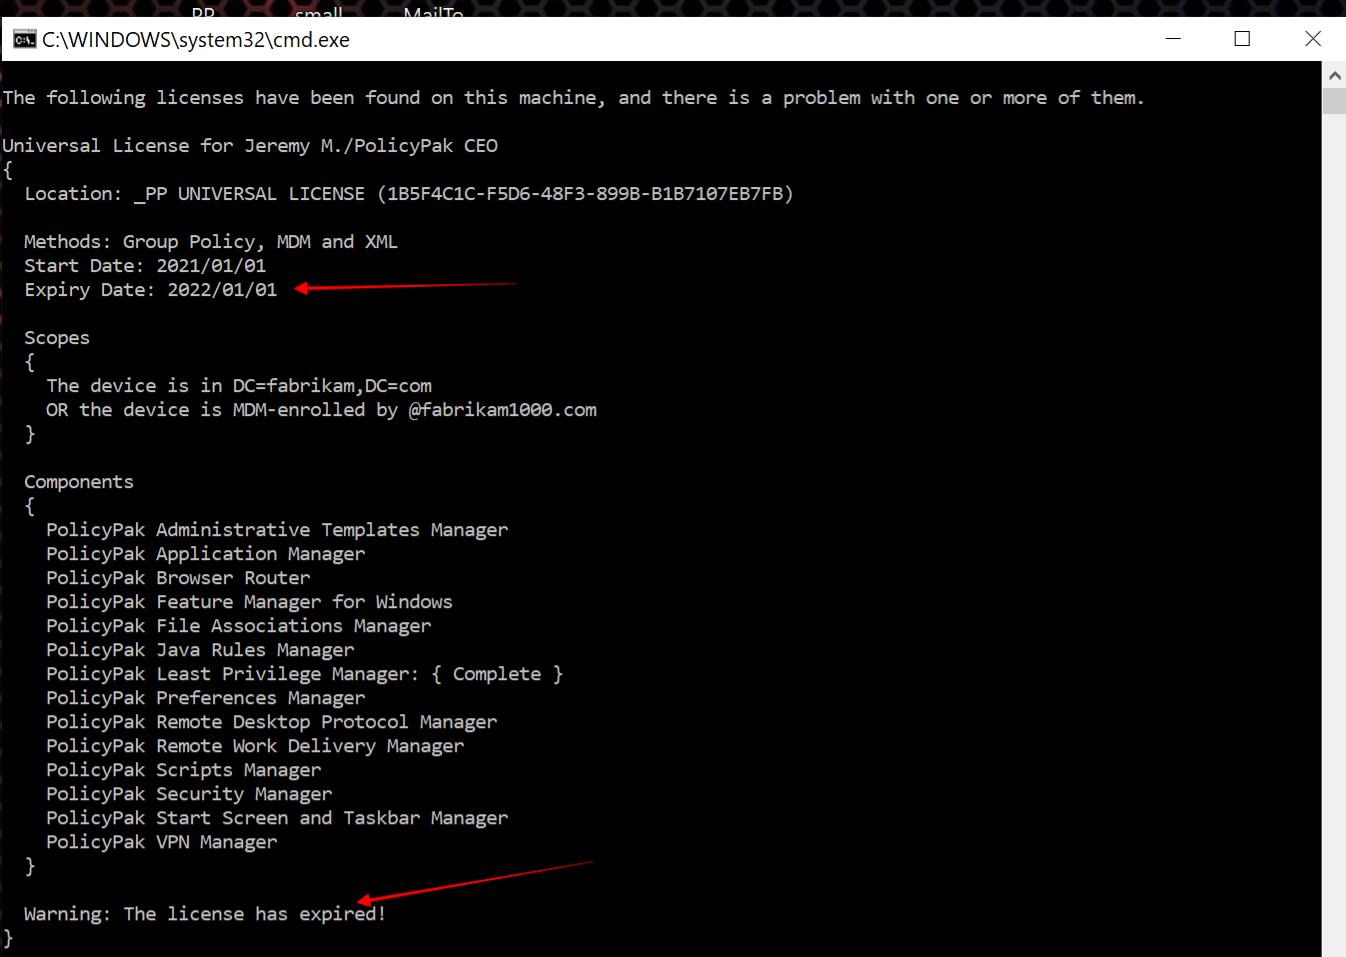 PP small MailTo
C:\WINDOWS\system32\cmd.exe
The following licenses have been found on this machine, and there is a problem with one or more of them.
Universal License for Jeremy M./PolicyPak CEO
{
Location: _PP UNIVERSAL LICENSE (1B5F4C1C-F5D6-48F3-899B-B1B7107EB7FB)
Methods: Group Policy, MDM and XML
Start Date: 2021/01/01
Expiry Date: 2022/01/01
Scopes
{
The device is in DC=fabrikam,DC=com
OR the device is MDM-enrolled by @fabrikam1000.com
}
Components
{
PolicyPak Administrative Templates Manager
PolicyPak Application Manager
PolicyPak Browser Router
PolicyPak Feature Manager for Windows
PolicyPak File Associations Manager
PolicyPak Java Rules Manager
PolicyPak Least Privilege Manager: { Complete }
PolicyPak Preferences Manager
PolicyPak Remote Desktop Protocol Manager
PolicyPak Remote Work Delivery Manager
PolicyPak Scripts Manager
PolicyPak Security Manager
PolicyPak Start Screen and Taskbar Manager
PolicyPak VPN Manager
}
Warning: The license has expired!
}